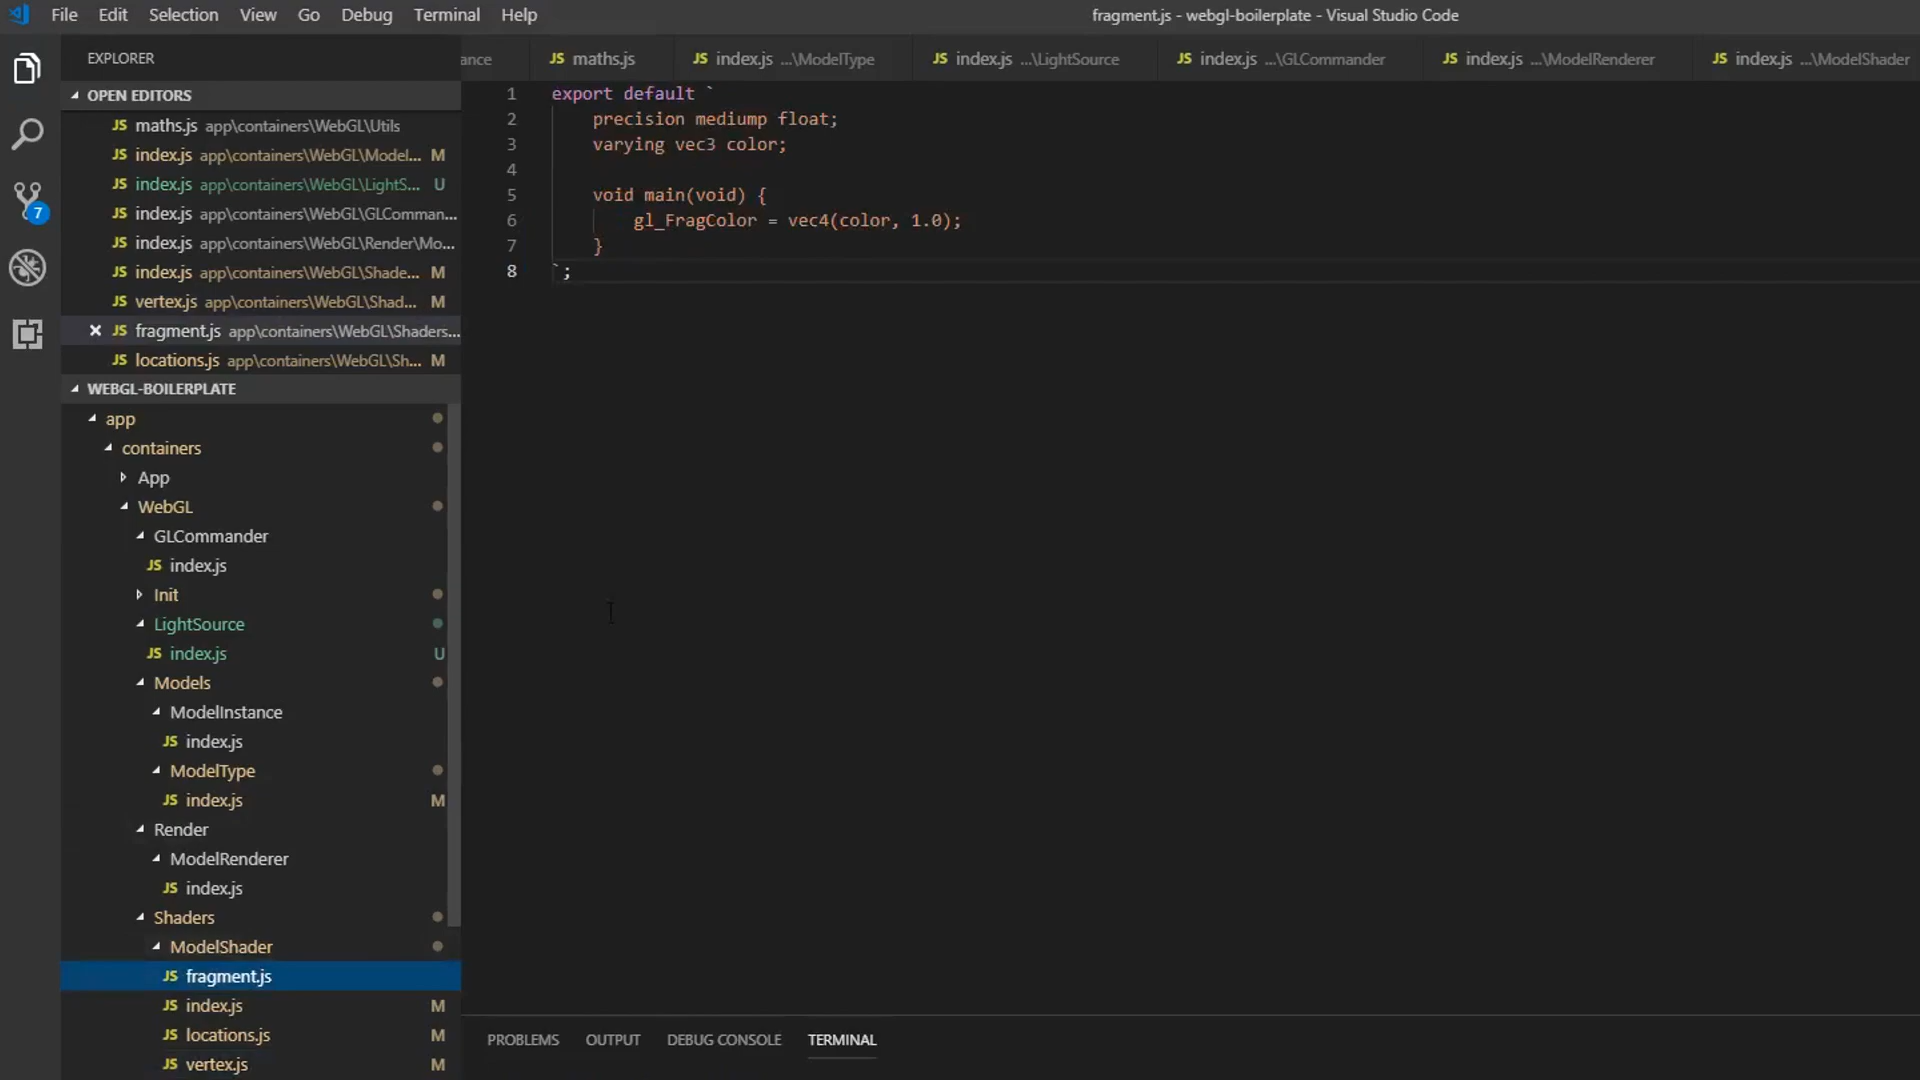 File Edit Selection View Go Debug Terminal Help
fragment.js - webgl-boilerplate - Visual Studio Code
EXPLORER
ance
JS maths.js
JS index.js ...\ModelType
JS index.js ...\LightSource
JS index.js ...\GLCommander
JS index.js ...\ModelRenderer
JS index.js ...\ModelShader
OPEN EDITORS
JS maths.js app\containers\WebGL\Utils
JS index.js app\containers\WebGL\Model... M
JS index.js app\containers\WebGL\LightS... U
JS index.js app\containers\WebGL\GLComman...
JS index.js app\containers\WebGL\Render\Mo...
JS index.js app\containers\WebGL\Shade... M
JS vertex.js app\containers\WebGL\Shad... M
JS fragment.js app\containers\WebGL\Shaders...
JS locations.js app\containers\WebGL\Sh... M
7
WEBGL-BOILERPLATE
app
containers
App
WebGL
GLCommander
JS index.js
Init
LightSource
JS index.js U
Models
ModelInstance
JS index.js
ModelType
JS index.js M
Render
ModelRenderer
JS index.js
Shaders
ModelShader
JS fragment.js
JS index.js M
JS locations.js M
JS vertex.js M
1 export default `
2 precision mediump float;
3 varying vec3 color;
4
5 void main(void) {
6 gl_FragColor = vec4(color, 1.0);
7 }
8 `;
PROBLEMS OUTPUT DEBUG CONSOLE TERMINAL